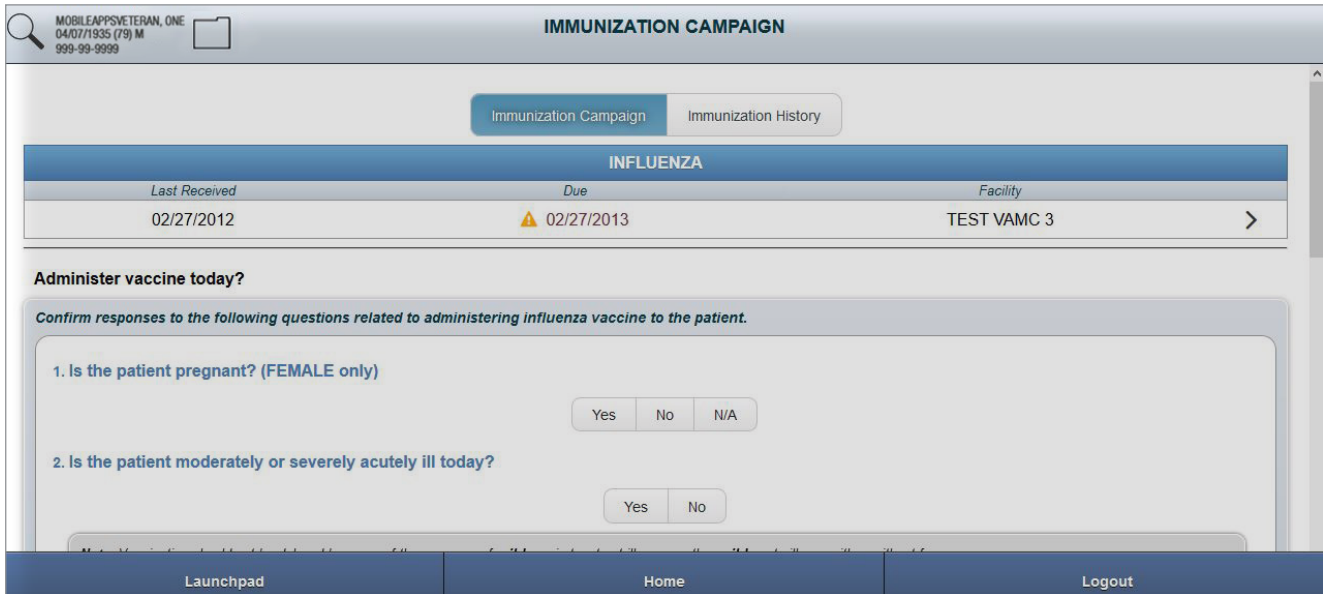 MOBILEAPPSVETERAN, ONE
04/07/1935 (79) M
999-99-9999
IMMUNIZATION CAMPAIGN
Immunization Campaign Immunization History
INFLUENZA
Last Received Due Facility
02/27/2012 02/27/2013 TEST VAMC 3
Administer vaccine today?
Confirm responses to the following questions related to administering influenza vaccine to the patient.
1. Is the patient pregnant? (FEMALE only)
Yes No N/A
2. Is the patient moderately or severely acutely ill today?
Yes No
Launchpad Home Logout